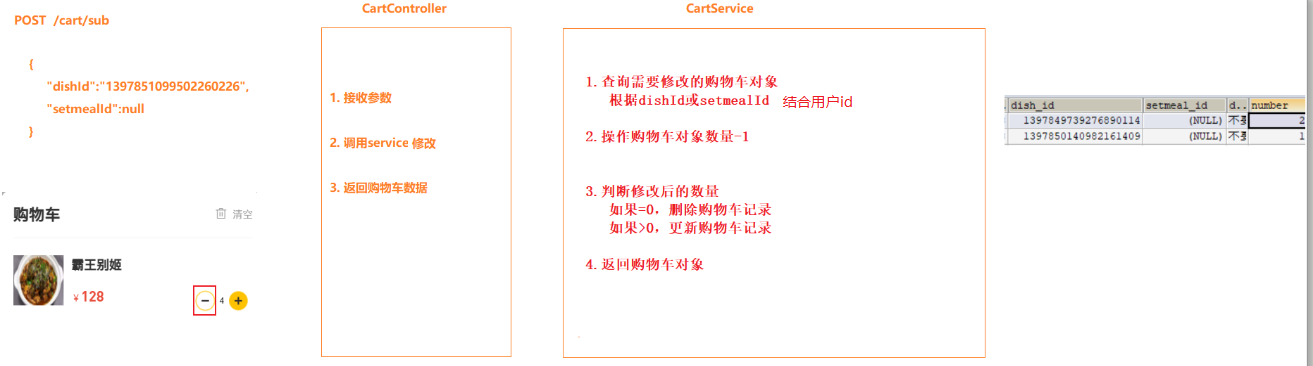 POST /cart/sub
{
"dishId":"1397851099502260226",
"setmealId":null
}
购物车
清空
霸王别姬
¥128
4
CartController
1. 接收参数
2. 调用service 修改
3. 返回购物车数据
CartService
1. 查询需要修改的购物车对象
根据dishId或setmealId 结合用户id
2. 操作购物车对象数量-1
3. 判断修改后的数量
如果=0, 删除购物车记录
如果>0, 更新购物车记录
4. 返回购物车对象
dish_id setmeal_id d.. number
1397849739276890114 (NULL) 不 2
1397850140982161409 (NULL) 不 1